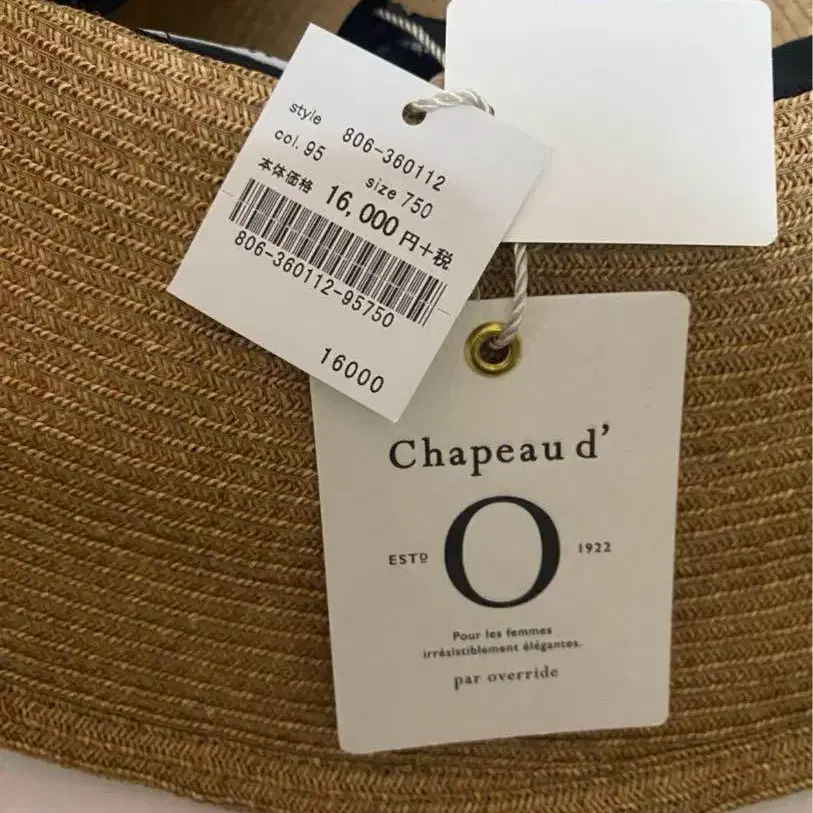 style 806-360112
col. 95 size 750
本体価格 16,000円+税
806-360112-95750
16000
Chapeau d'
ESTD O 1922
Pour les femmes
irrésistiblement élégantes.
par override